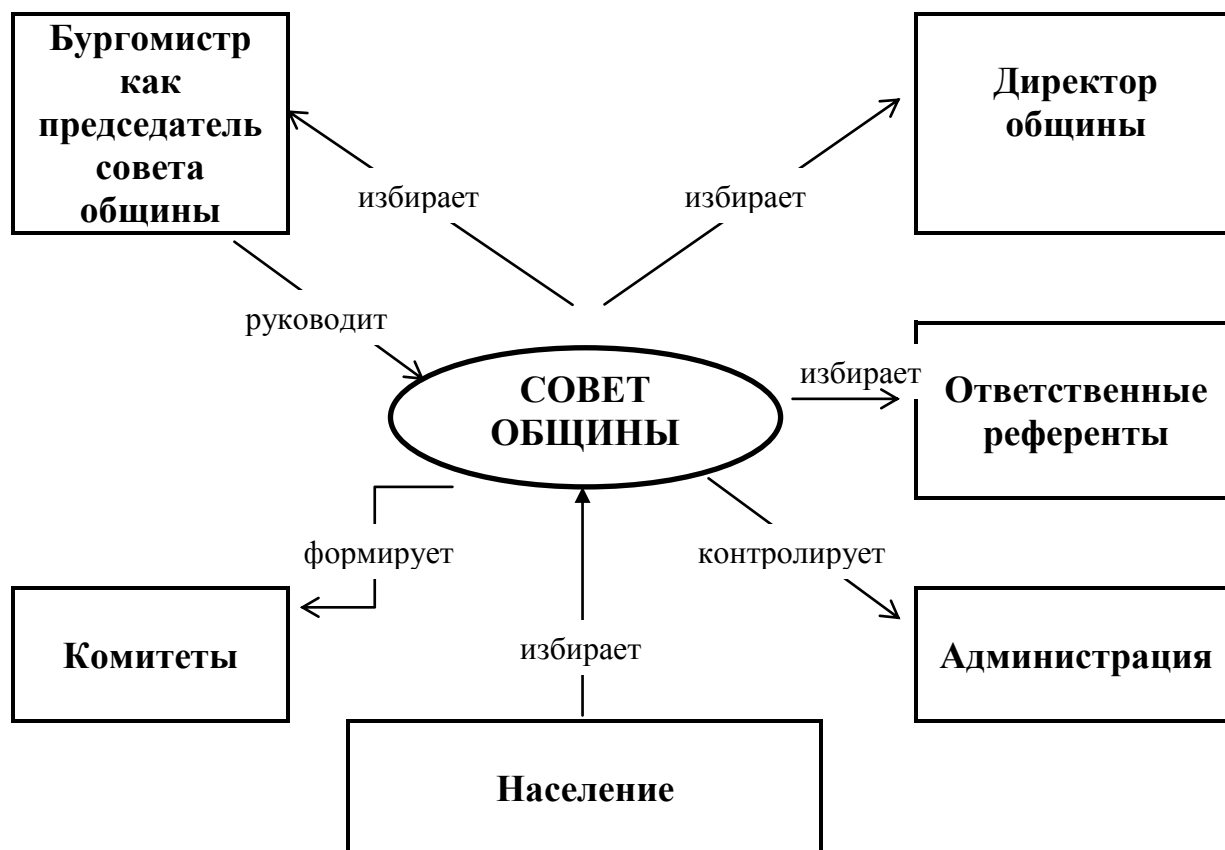 Бургомистр
как
председатель
совета
общины
Директор
общины
избирает
избирает
руководит
СОВЕТ
ОБЩИНЫ
избирает
Ответственные
референты
формирует
контролирует
Комитеты
избирает
Администрация
Население